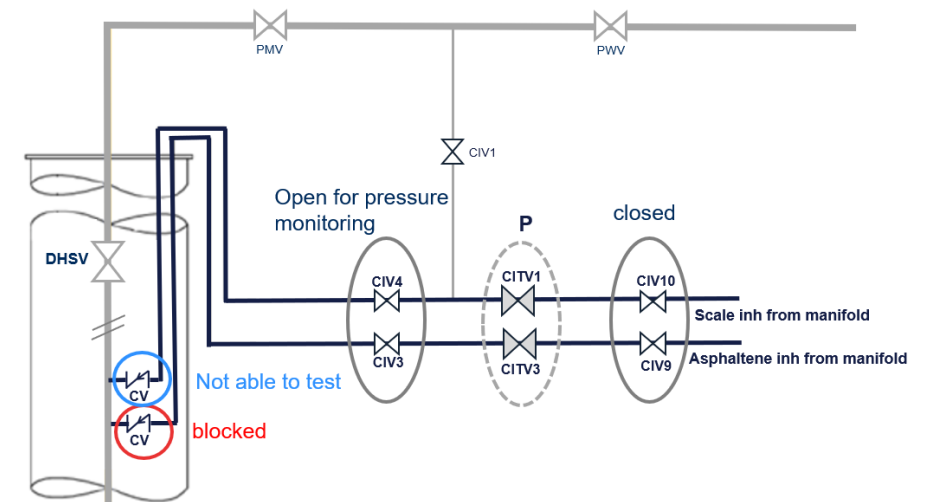 PMV
PWV
CIV1
Open for pressure
monitoring
P
closed
DHSV
CIV4
CITV1
CIV10
Scale inh from manifold
CIV3
CITV3
CIV9
Asphaltene inh from manifold
Not able to test
CV
blocked
CV